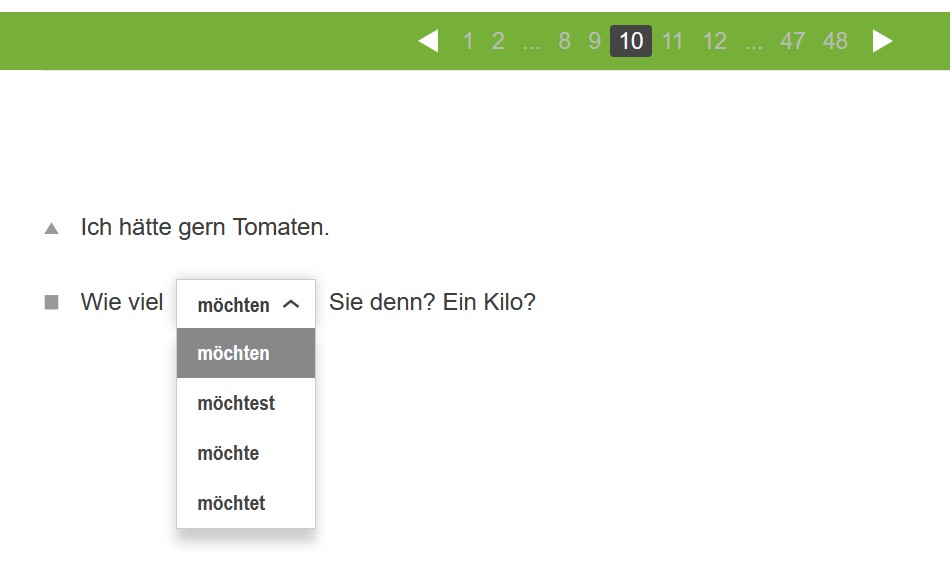 1 2 ... 8 9 10 11 12 ... 47 48
Ich hätte gern Tomaten.
Wie viel möchten Sie denn? Ein Kilo?
möchten
möchtest
möchte
möchtet